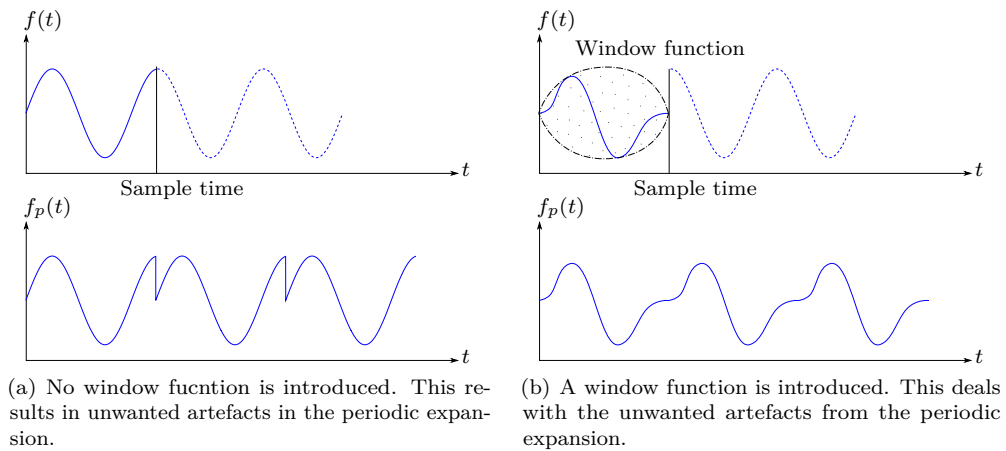 f(t)
t
Sample time
f_p(t)
t
(a) No window fucntion is introduced. This re-
sults in unwanted artefacts in the periodic expan-
sion.
f(t)
Window function
t
Sample time
f_p(t)
t
(b) A window function is introduced. This deals
with the unwanted artefacts from the periodic
expansion.